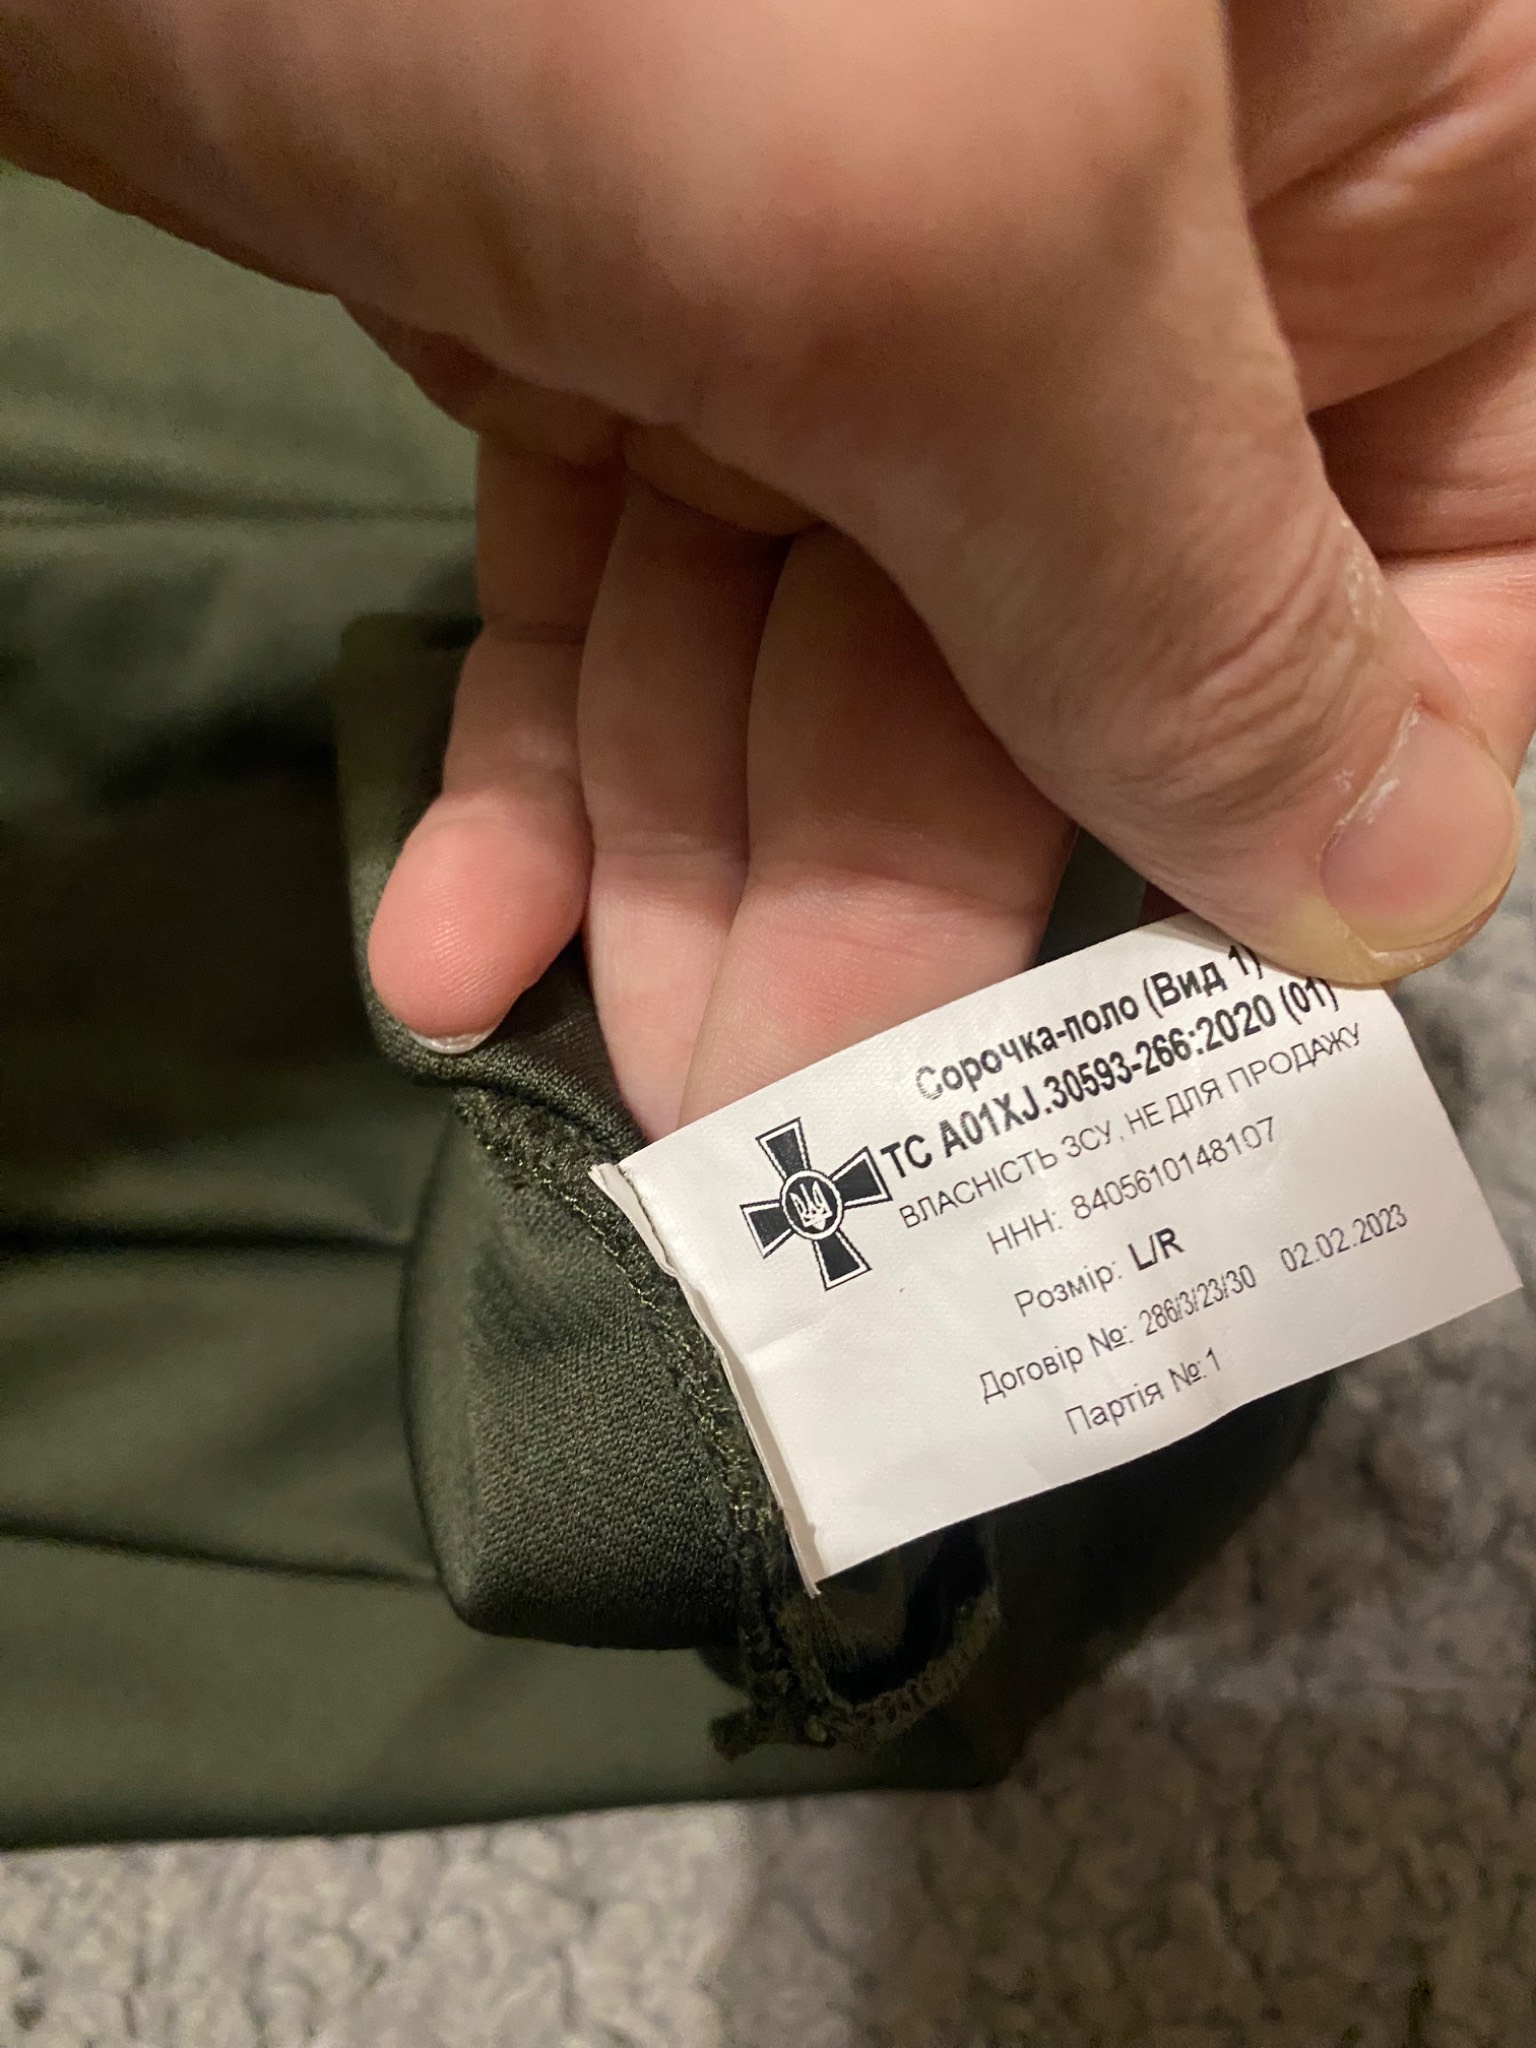 Сорочка-поло (Вид 1)
ТС А01XJ.30593-266:2020 (01)
ВЛАСНІСТЬ ЗСУ, НЕ ДЛЯ ПРОДАЖУ
ННН: 8405610148107
Розмір: L/R
Договір №: 286/3/23/30 02.02.2023
Партія №:1